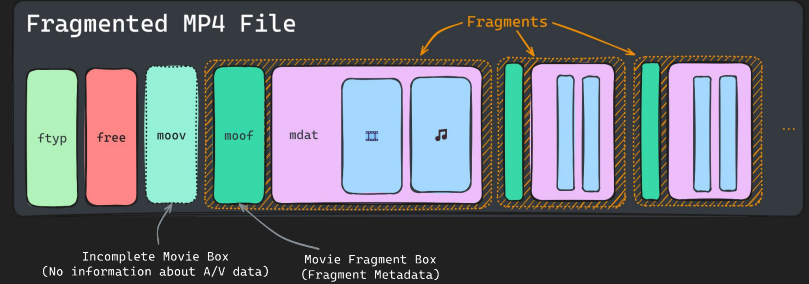 Fragmented MP4 File
Fragments
ftyp
free
moov
moof
mdat
...
Incomplete Movie Box
(No information about A/V data)
Movie Fragment Box
(Fragment Metadata)